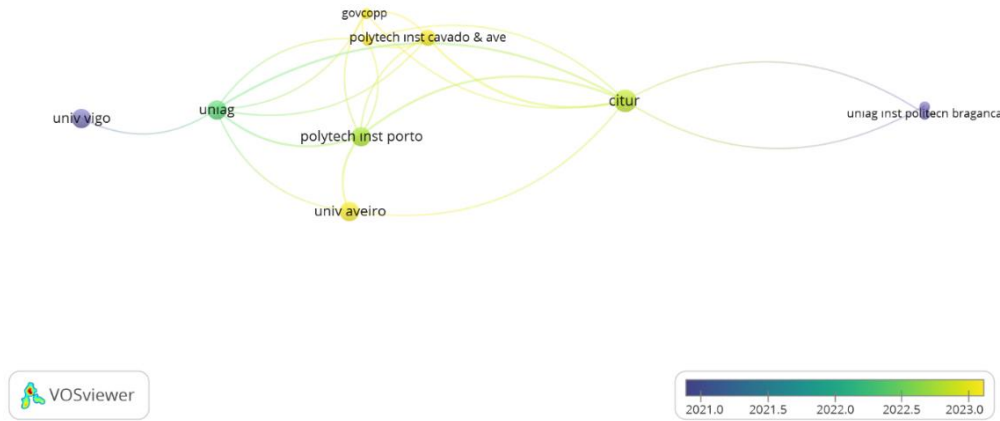 govcopp
polytech inst cavado & ave
citur
uniag
univ vigo
uniag inst politecn braganca
polytech inst porto
univ aveiro
VOSviewer
2021.0 2021.5 2022.0 2022.5 2023.0